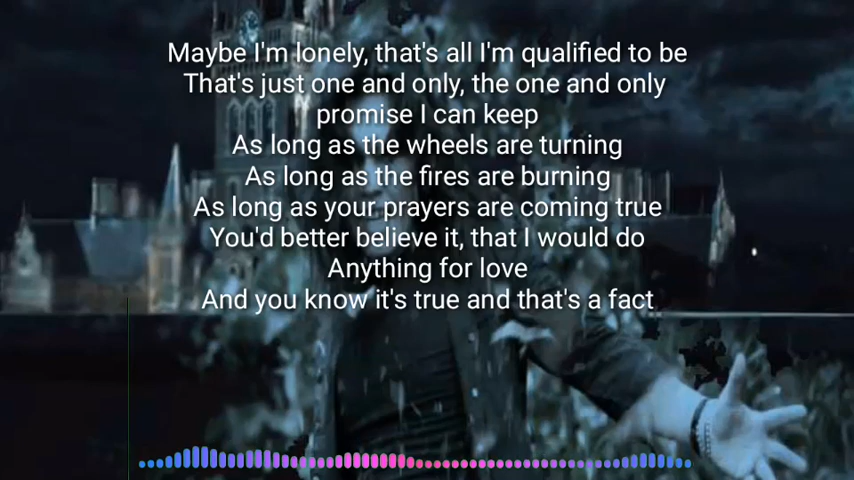 Maybe I'm lonely, that's all I'm qualified to be
That's just one and only, the one and only
promise I can keep
As long as the wheels are turning
As long as the fires are burning
As long as your prayers are coming true
You'd better believe it, that I would do
Anything for love
And you know it's true and that's a fact